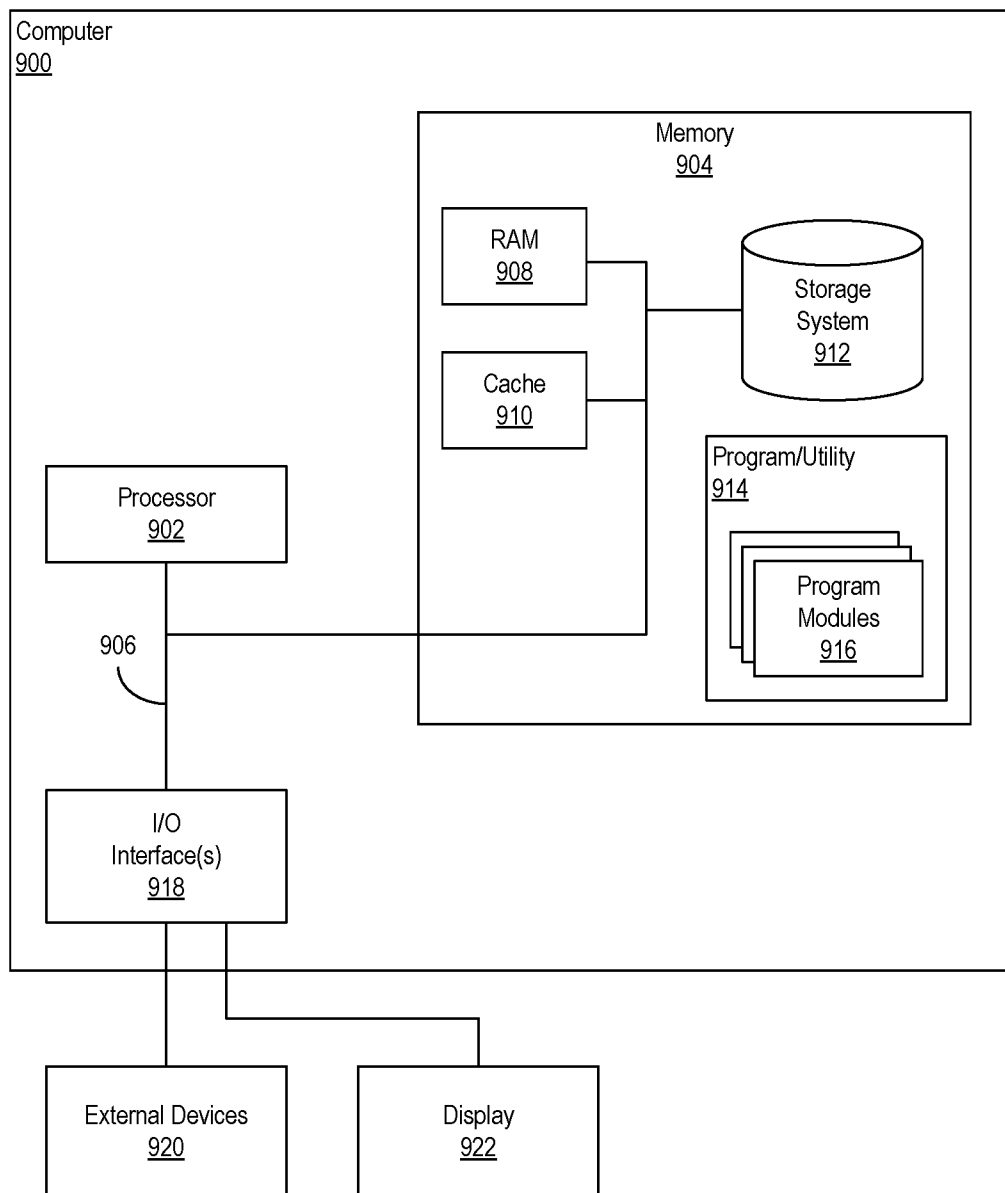 Computer
900
Memory
904
RAM
908
Storage
System
912
Cache
910
Program/Utility
914
Processor
902
Program
Modules
916
906
I/O
Interface(s)
918
External Devices
920
Display
922